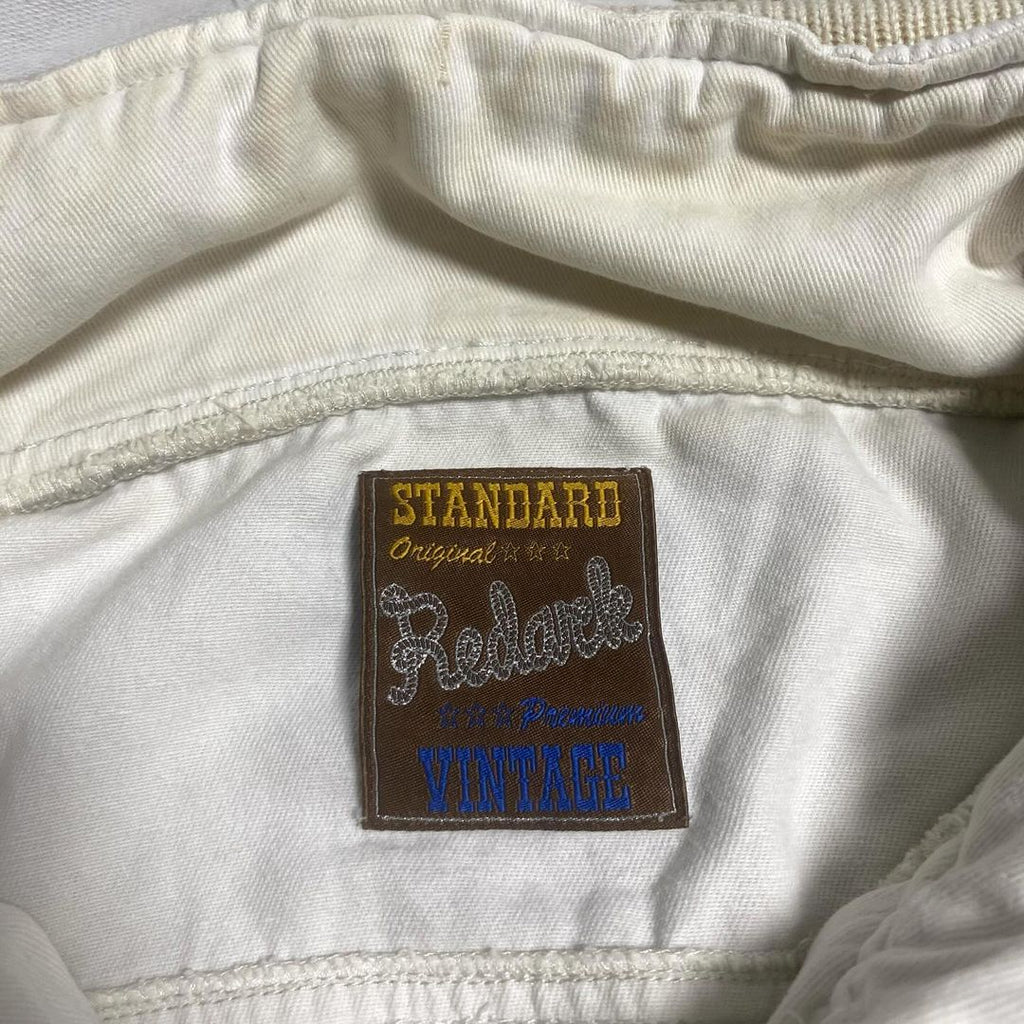 STANDARD
Original ☆☆☆
Redarck
☆☆☆ Premium
VINTAGE